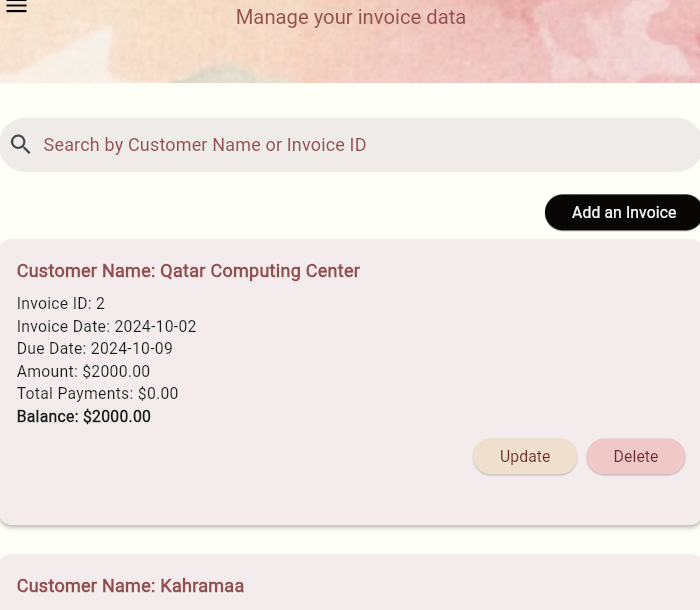 Manage your invoice data
Search by Customer Name or Invoice ID
Add an Invoice
Customer Name: Qatar Computing Center
Invoice ID: 2
Invoice Date: 2024-10-02
Due Date: 2024-10-09
Amount: $2000.00
Total Payments: $0.00
Balance: $2000.00
Update
Delete
Customer Name: Kahramaa